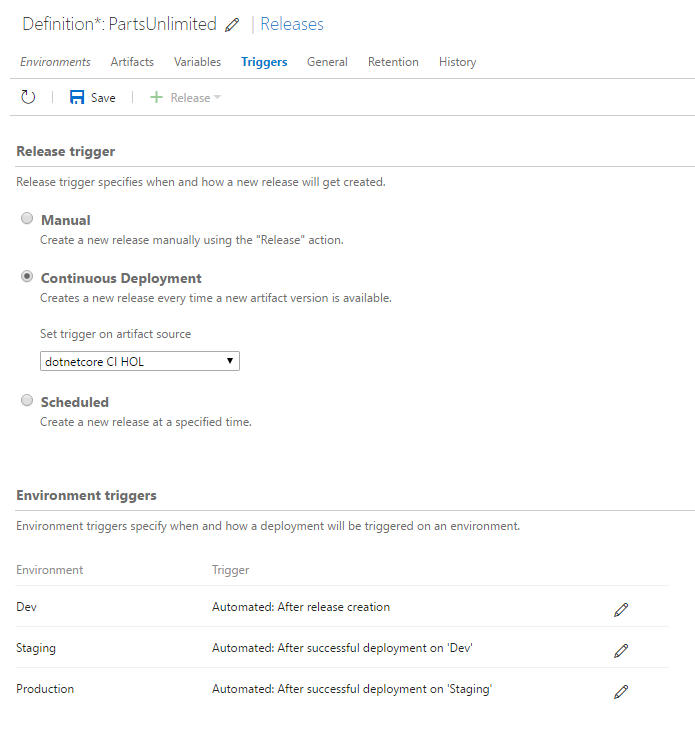 Definition*: PartsUnlimited | Releases
Environments Artifacts Variables Triggers General Retention History
Save Release
Release trigger
Release trigger specifies when and how a new release will get created.
Manual
Create a new release manually using the "Release" action.
Continuous Deployment
Creates a new release every time a new artifact version is available.
Set trigger on artifact source
dotnetcore CI HOL
Scheduled
Create a new release at a specified time.
Environment triggers
Environment triggers specify when and how a deployment will be triggered on an environment.
Environment Trigger
Dev Automated: After release creation
Staging Automated: After successful deployment on 'Dev'
Production Automated: After successful deployment on 'Staging'